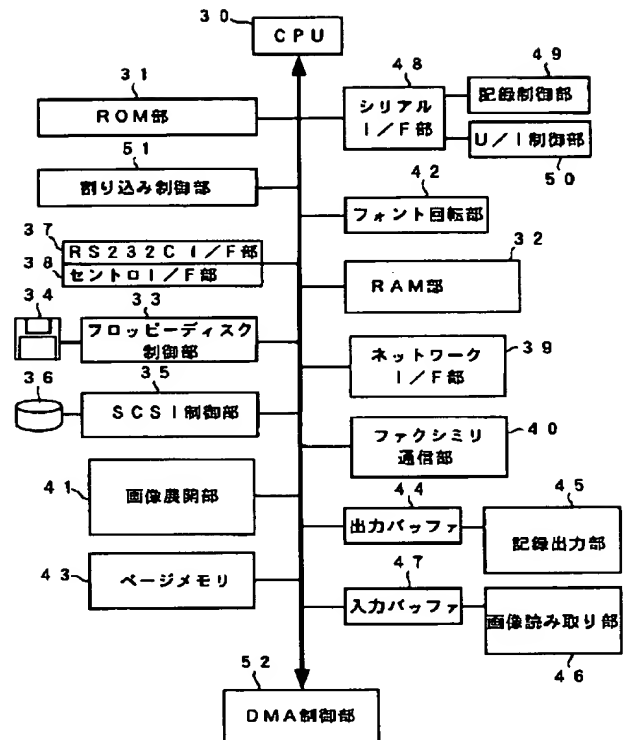 ３０
ＣＰＵ
３１
ＲＯＭ部
４８
シリアル
Ｉ／Ｆ部
４９
記録制御部
Ｕ／Ｉ制御部
５０
５１
割り込み制御部
４２
フォント回転部
３７
ＲＳ２３２Ｃ Ｉ／Ｆ部
３８
セントロＩ／Ｆ部
３２
ＲＡＭ部
３４
３３
フロッピーディスク
制御部
３９
ネットワーク
Ｉ／Ｆ部
３６
３５
ＳＣＳＩ制御部
４０
ファクシミリ
通信部
４１
画像展開部
４４
出力バッファ
４５
記録出力部
４３
ページメモリ
４７
入力バッファ
画像読み取り部
４６
５２
ＤＭＡ制御部